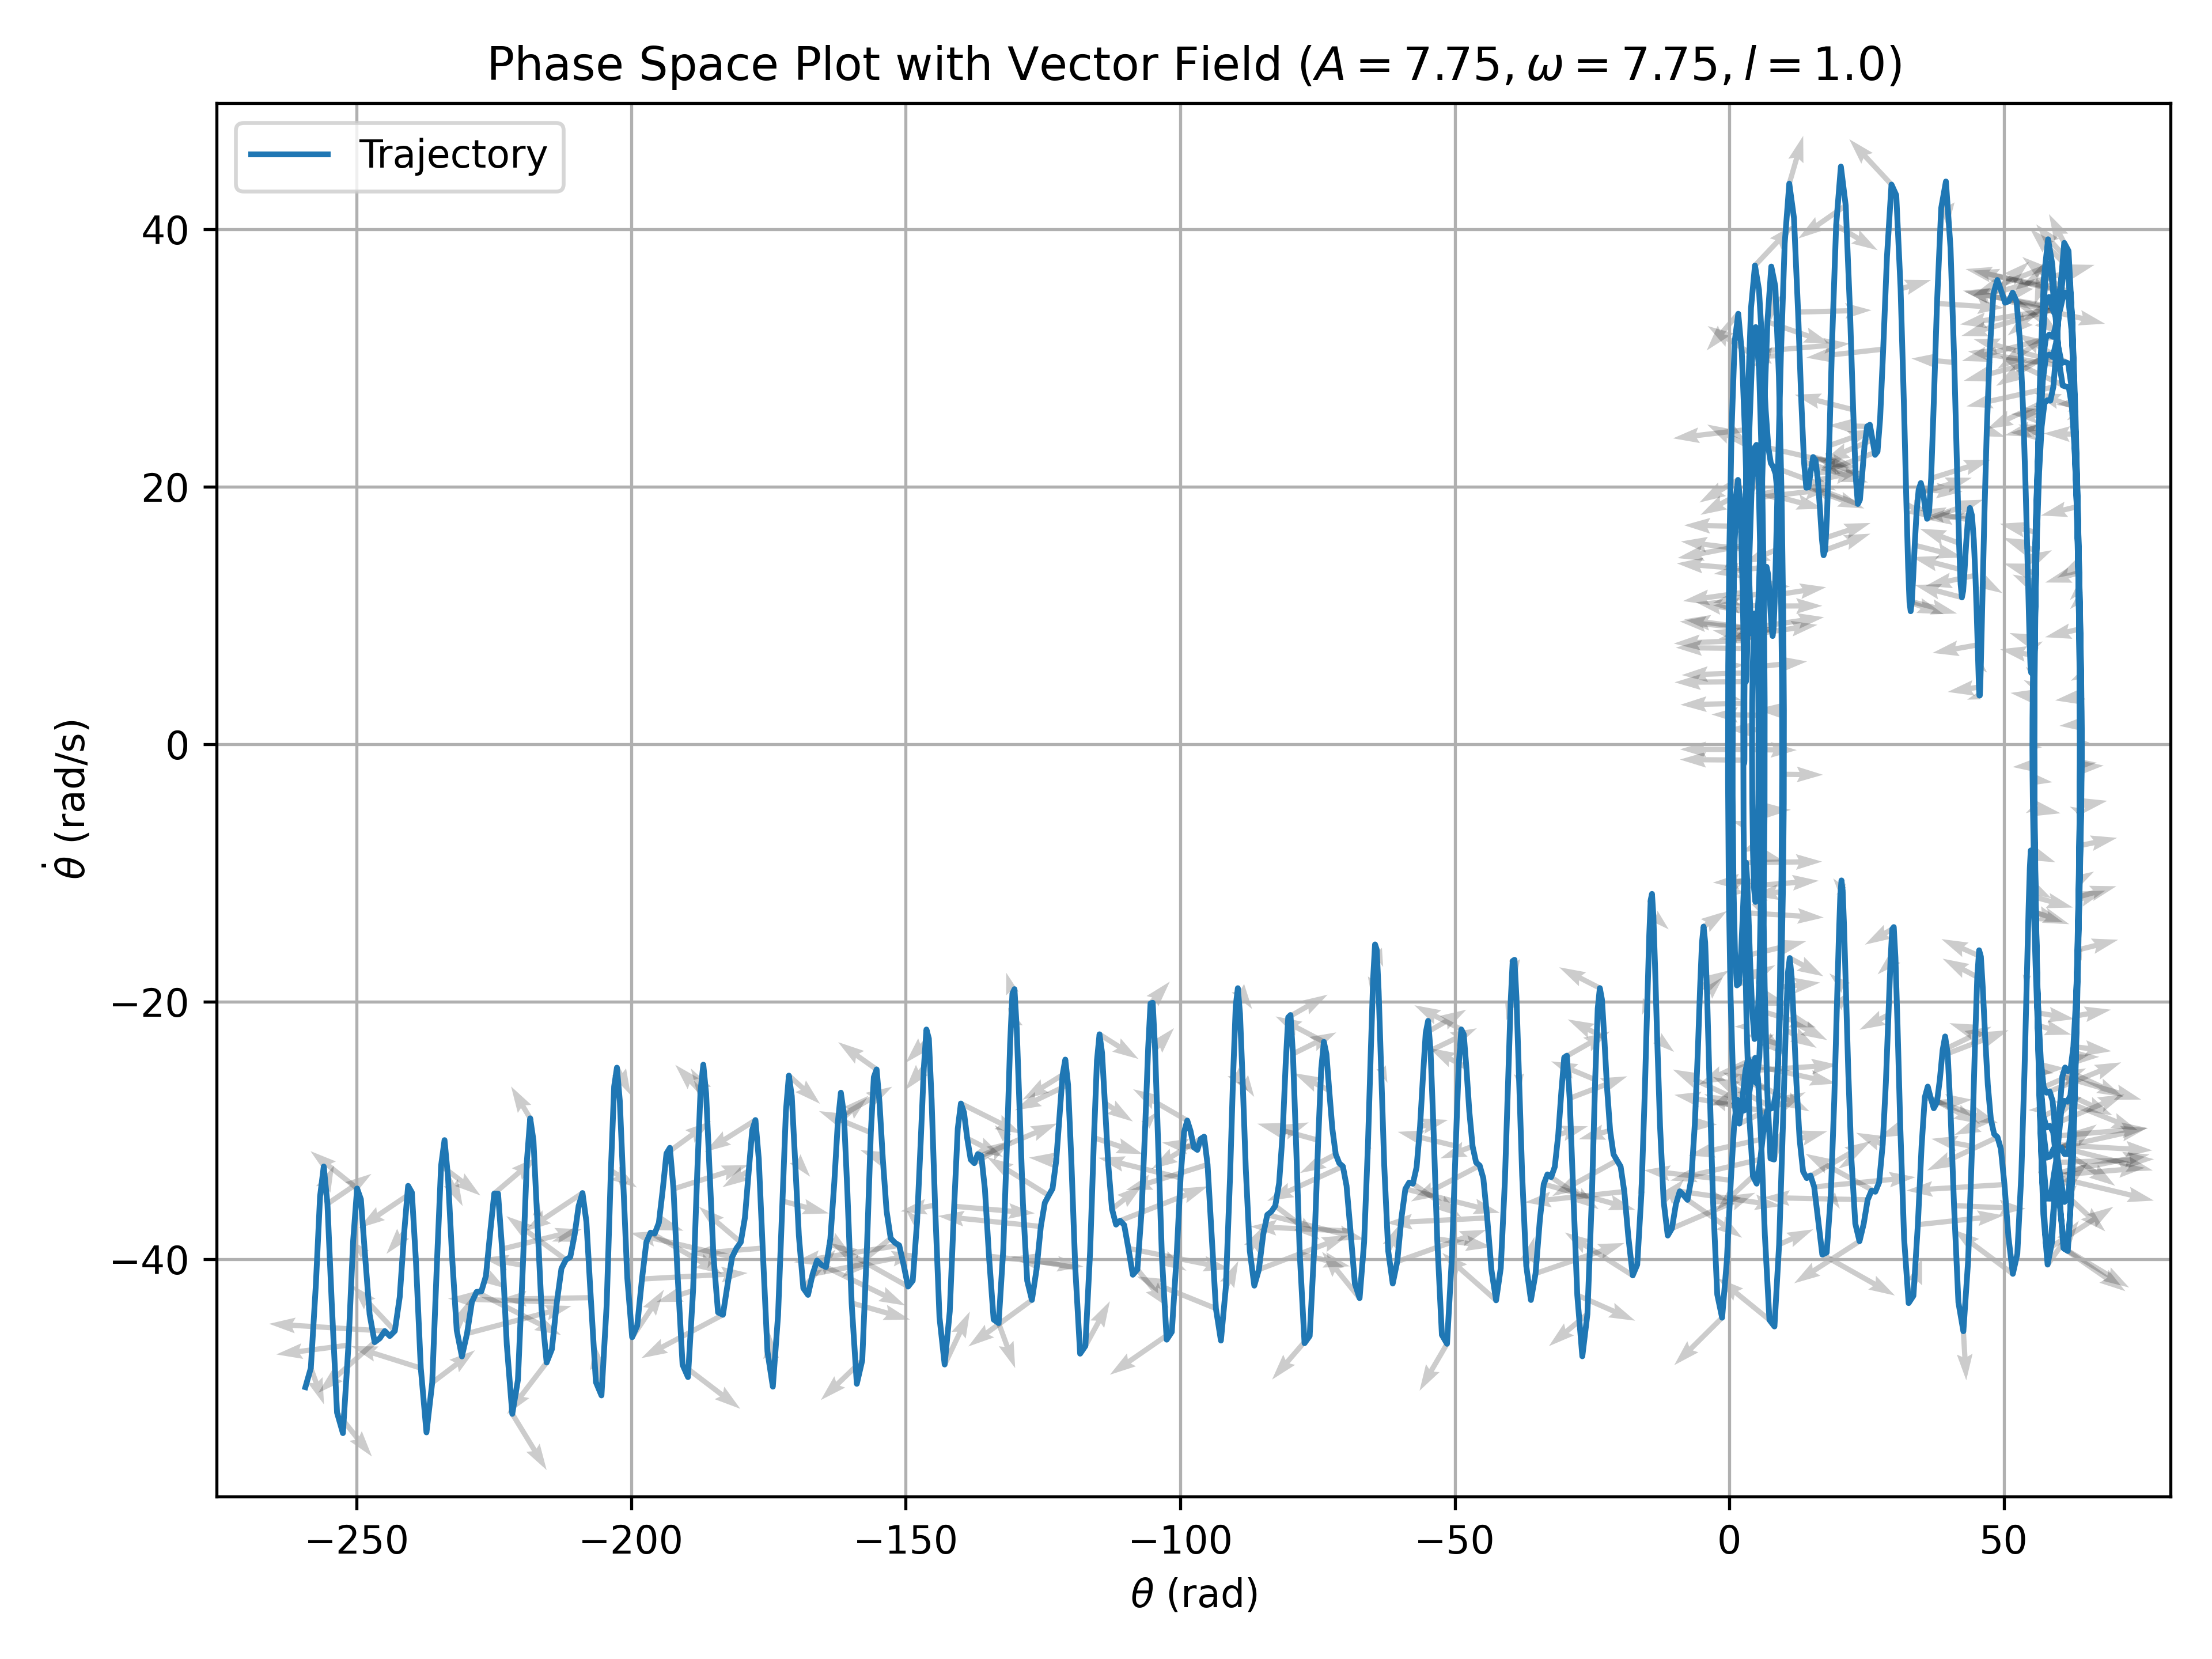 Phase Space Plot with Vector Field (A = 7.75, ω = 7.75, l = 1.0)
Trajectory
40
20
0
−20
−40
θ̇ (rad/s)
−250 −200 −150 −100 −50 0 50
θ (rad)